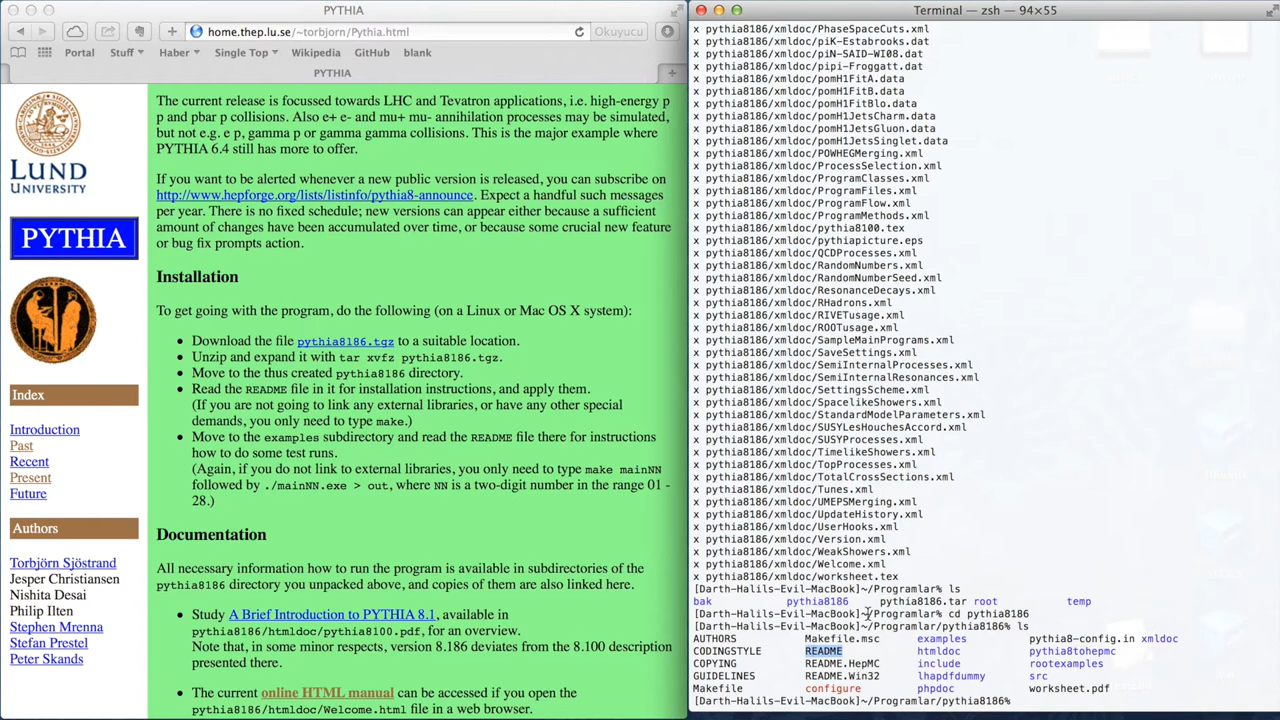 PYTHIA
home.thep.lu.se/~torbjorn/Pythia.html
Okuyucu
Portal Stuff Haber Single Top Wikipedia GitHub blank
PYTHIA
LUND
UNIVERSITY
PYTHIA
Index
Introduction
Past
Recent
Present
Future
Authors
Torbjörn Sjöstrand
Jesper Christiansen
Nishita Desai
Philip Ilten
Stephen Mrenna
Stefan Prestel
Peter Skands
The current release is focussed towards LHC and Tevatron applications, i.e. high-energy p
p and pbar p collisions. Also e+ e- and mu+ mu- annihilation processes may be simulated,
but not e.g. e p, gamma p or gamma gamma collisions. This is the major example where
PYTHIA 6.4 still has more to offer.
If you want to be alerted whenever a new public version is released, you can subscribe on
http://www.hepforge.org/lists/listinfo/pythia8-announce. Expect a handful such messages
per year. There is no fixed schedule; new versions can appear either because a sufficient
amount of changes have been accumulated over time, or because some crucial new feature
or bug fix prompts action.
Installation
To get going with the program, do the following (on a Linux or Mac OS X system):
• Download the file pythia8186.tgz to a suitable location.
• Unzip and expand it with tar xvfz pythia8186.tgz.
• Move to the thus created pythia8186 directory.
• Read the README file in it for installation instructions, and apply them.
(If you are not going to link any external libraries, or have any other special
demands, you only need to type make.)
• Move to the examples subdirectory and read the README file there for instructions
how to do some test runs.
(Again, if you do not link to external libraries, you only need to type make mainNN
followed by ./mainNN.exe > out, where NN is a two-digit number in the range 01 -
28.)
Documentation
All necessary information how to run the program is available in subdirectories of the
pythia8186 directory you unpacked above, and copies of them are also linked here.
• Study A Brief Introduction to PYTHIA 8.1, available in
pythia8186/htmldoc/pythia8100.pdf, for an overview.
Note that, in some minor respects, version 8.186 deviates from the 8.100 description
presented there.
• The current online HTML manual can be accessed if you open the
pythia8186/htmldoc/Welcome.html file in a web browser.
Terminal — zsh — 94×55
x pythia8186/xmldoc/PhaseSpaceCuts.xml
x pythia8186/xmldoc/piK-Estabrooks.dat
x pythia8186/xmldoc/piN-SAID-WI08.dat
x pythia8186/xmldoc/pipi-Froggatt.dat
x pythia8186/xmldoc/pomH1FitA.data
x pythia8186/xmldoc/pomH1FitB.data
x pythia8186/xmldoc/pomH1FitBlo.data
x pythia8186/xmldoc/pomH1JetsCharm.data
x pythia8186/xmldoc/pomH1JetsGluon.data
x pythia8186/xmldoc/pomH1JetsSinglet.data
x pythia8186/xmldoc/POWHEGMerging.xml
x pythia8186/xmldoc/ProcessSelection.xml
x pythia8186/xmldoc/ProgramClasses.xml
x pythia8186/xmldoc/ProgramFiles.xml
x pythia8186/xmldoc/ProgramFlow.xml
x pythia8186/xmldoc/ProgramMethods.xml
x pythia8186/xmldoc/pythia8100.tex
x pythia8186/xmldoc/pythiapicture.eps
x pythia8186/xmldoc/QCDProcesses.xml
x pythia8186/xmldoc/RandomNumbers.xml
x pythia8186/xmldoc/RandomNumberSeed.xml
x pythia8186/xmldoc/ResonanceDecays.xml
x pythia8186/xmldoc/RHadrons.xml
x pythia8186/xmldoc/RIVETusage.xml
x pythia8186/xmldoc/ROOTusage.xml
x pythia8186/xmldoc/SampleMainPrograms.xml
x pythia8186/xmldoc/SaveSettings.xml
x pythia8186/xmldoc/SemiInternalProcesses.xml
x pythia8186/xmldoc/SemiInternalResonances.xml
x pythia8186/xmldoc/SettingsScheme.xml
x pythia8186/xmldoc/SpacelikeShowers.xml
x pythia8186/xmldoc/StandardModelParameters.xml
x pythia8186/xmldoc/SUSYLesHouchesAccord.xml
x pythia8186/xmldoc/SUSYProcesses.xml
x pythia8186/xmldoc/TimelikeShowers.xml
x pythia8186/xmldoc/TopProcesses.xml
x pythia8186/xmldoc/TotalCrossSections.xml
x pythia8186/xmldoc/Tunes.xml
x pythia8186/xmldoc/UMEPSMerging.xml
x pythia8186/xmldoc/UpdateHistory.xml
x pythia8186/xmldoc/UserHooks.xml
x pythia8186/xmldoc/Version.xml
x pythia8186/xmldoc/WeakShowers.xml
x pythia8186/xmldoc/Welcome.xml
x pythia8186/xmldoc/worksheet.tex
[Darth-Halils-Evil-MacBook]~/Programlar% ls
bak pythia8186 pythia8186.tar root temp
[Darth-Halils-Evil-MacBook]~/Programlar% cd pythia8186
[Darth-Halils-Evil-MacBook]~/Programlar/pythia8186% ls
AUTHORS Makefile.msc examples pythia8-config.in xmldoc
CODINGSTYLE README htmldoc pythia8tohepmc
COPYING README.HepMC include rootexamples
GUIDELINES README.Win32 lhapdfdummy src
Makefile configure phpdoc worksheet.pdf
[Darth-Halils-Evil-MacBook]~/Programlar/pythia8186%